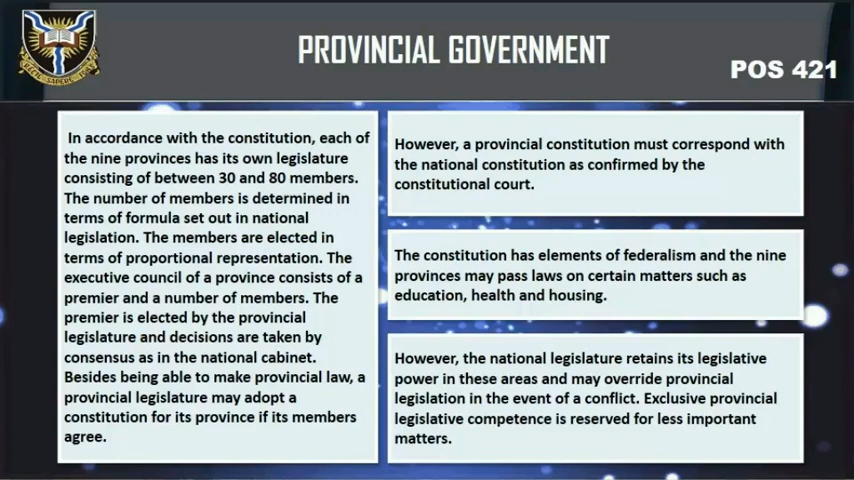 PROVINCIAL GOVERNMENT
POS 421
In accordance with the constitution, each of
the nine provinces has its own legislature
consisting of between 30 and 80 members.
The number of members is determined in
terms of formula set out in national
legislation. The members are elected in
terms of proportional representation. The
executive council of a province consists of a
premier and a number of members. The
premier is elected by the provincial
legislature and decisions are taken by
consensus as in the national cabinet.
Besides being able to make provincial law, a
provincial legislature may adopt a
constitution for its province if its members
agree.
However, a provincial constitution must correspond with
the national constitution as confirmed by the
constitutional court.
The constitution has elements of federalism and the nine
provinces may pass laws on certain matters such as
education, health and housing.
However, the national legislature retains its legislative
power in these areas and may override provincial
legislation in the event of a conflict. Exclusive provincial
legislative competence is reserved for less important
matters.